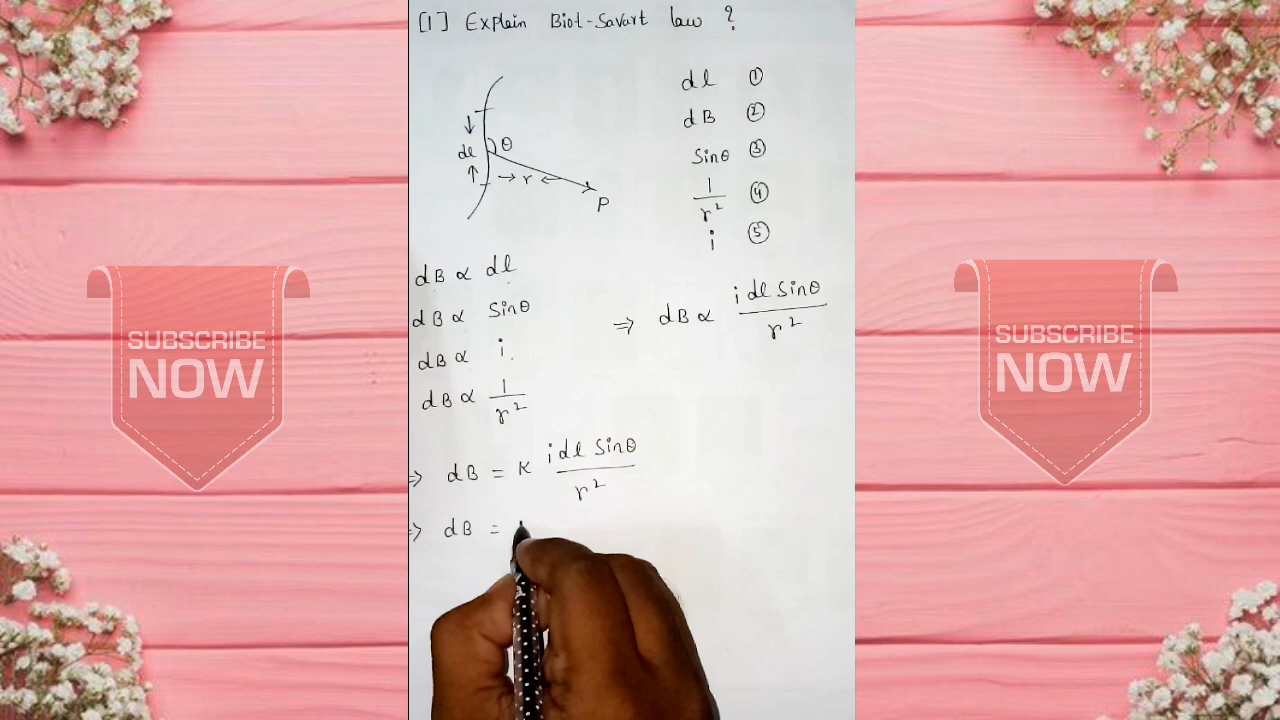 [1] Explain Biot-Savart law ?
dl ①
dB ②
Sinθ ③
1/r² ④
i ⑤
dl θ
→ r ←
P
dB ∝ dl
dB ∝ Sinθ
dB ∝ i
dB ∝ 1/r²
⇒ dB ∝ i dl Sinθ / r²
⇒ dB = K i dl Sinθ / r²
⇒ dB =
SUBSCRIBE
NOW
SUBSCRIBE
NOW